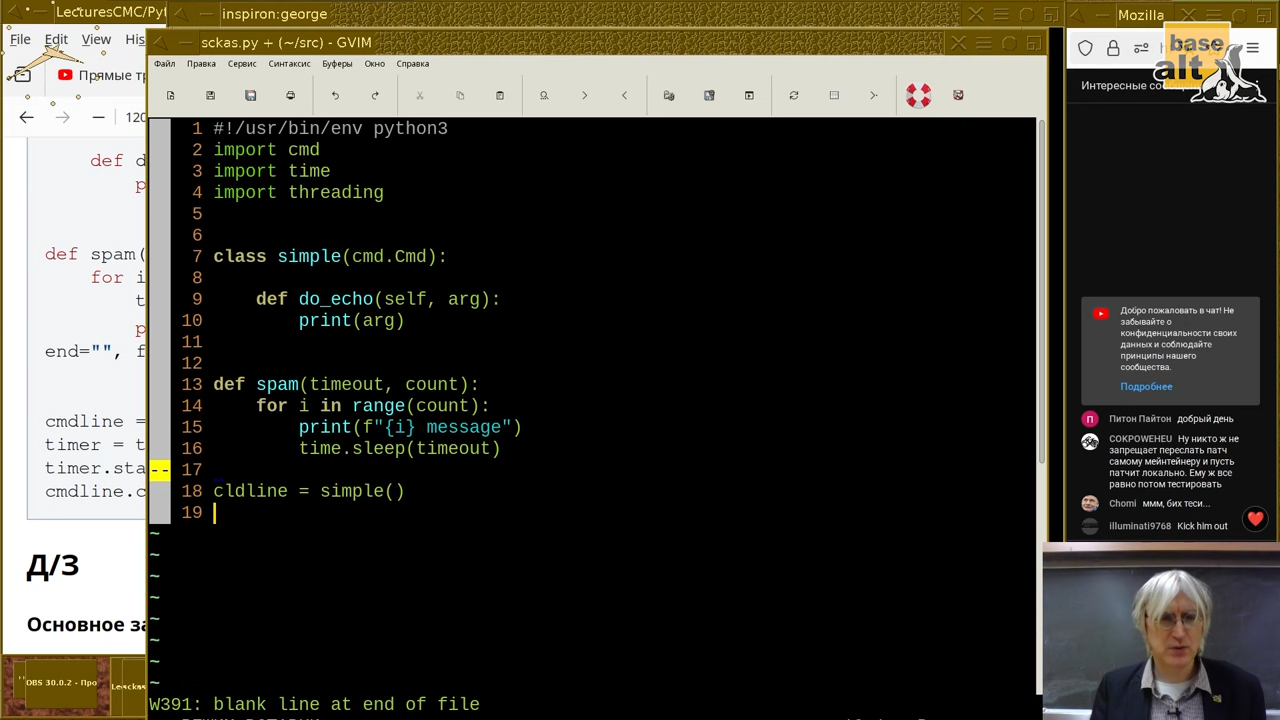 LecturesCMC/Pyt
inspiron:george
Mozilla
File Edit View His
sckas.py + (~/src) - GVIM
Файл Правка Сервис Синтаксис Буферы Окно Справка
Прямые тр
120
base
alt
Интересные сооб
def d
p
def spam(
for i
t
p
end="", f
cmdline =
timer = t
timer.sta
cmdline.c
Д/З
Основное за
1 #!/usr/bin/env python3
2 import cmd
3 import time
4 import threading
5
6
7 class simple(cmd.Cmd):
8
9     def do_echo(self, arg):
10         print(arg)
11
12
13 def spam(timeout, count):
14     for i in range(count):
15         print(f"{i} message")
16         time.sleep(timeout)
-- 17
18 cldline = simple()
19
~
~
~
~
~
~
~
~
W391: blank line at end of file
Добро пожаловать в чат! Не
забывайте о
конфиденциальности своих
данных и соблюдайте
принципы нашего
сообщества.
Подробнее
П Питон Пайтон добрый день
COKPOWEHEU Ну никто ж не
запрещает переслать патч
самому мейнтейнеру и пусть
патчит локально. Ему ж все
равно потом тестировать
Chomi ммм, бих теси...
illuminati9768 Kick hIm out
OBS 30.0.2 - Про